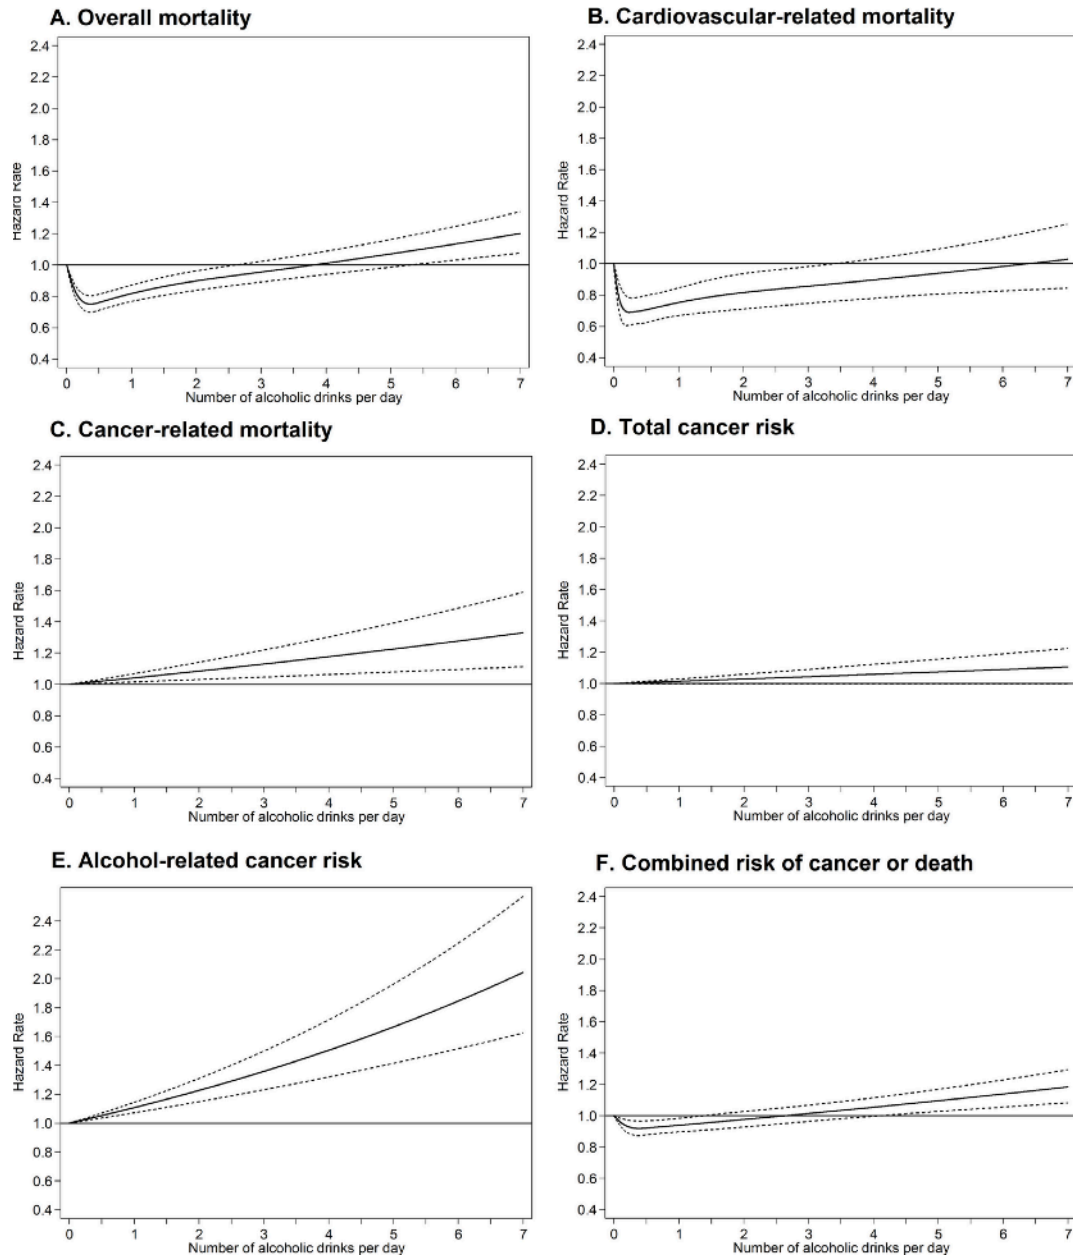 A. Overall mortality
2.4
2.2
2.0
1.8
1.6
1.4
1.2
1.0
0.8
0.6
0.4
Hazard Rate
0 1 2 3 4 5 6 7
Number of alcoholic drinks per day
B. Cardiovascular-related mortality
2.4
2.2
2.0
1.8
1.6
1.4
1.2
1.0
0.8
0.6
0.4
Hazard Rate
0 1 2 3 4 5 6 7
Number of alcoholic drinks per day
C. Cancer-related mortality
2.4
2.2
2.0
1.8
1.6
1.4
1.2
1.0
0.8
0.6
0.4
Hazard Rate
0 1 2 3 4 5 6 7
Number of alcoholic drinks per day
D. Total cancer risk
2.4
2.2
2.0
1.8
1.6
1.4
1.2
1.0
0.8
0.6
0.4
Hazard Rate
0 1 2 3 4 5 6 7
Number of alcoholic drinks per day
E. Alcohol-related cancer risk
2.4
2.2
2.0
1.8
1.6
1.4
1.2
1.0
0.8
0.6
0.4
Hazard Rate
0 1 2 3 4 5 6 7
Number of alcoholic drinks per day
F. Combined risk of cancer or death
2.4
2.2
2.0
1.8
1.6
1.4
1.2
1.0
0.8
0.6
0.4
Hazard Rate
0 1 2 3 4 5 6 7
Number of alcoholic drinks per day